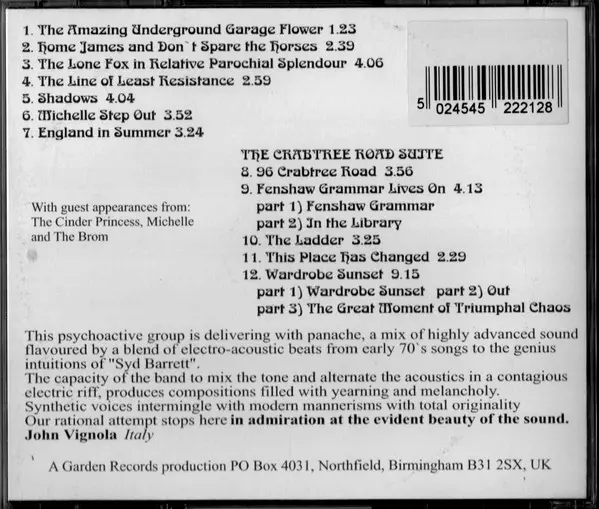 1. The Amazing Underground Garage Flower 1.23
2. Home James and Don`t Spare the Horses 2.39
3. The Lone Fox in Relative Parochial Splendour 4.06
4. The Line of Least Resistance 2.59
5. Shadows 4.04
6. Michelle Step Out 3.52
7. England in Summer 3.24
5 024545 222128
THE CRABTREE ROAD SUITE
8. 96 Crabtree Road 3.56
9. Fenshaw Grammar Lives On 4.13
part 1) Fenshaw Grammar
part 2) In the Library
10. The Ladder 3.25
11. This Place Has Changed 2.29
12. Wardrobe Sunset 9.15
part 1) Wardrobe Sunset part 2) Out
part 3) The Great Moment of Triumphal Chaos
With guest appearances from:
The Cinder Princess, Michelle
and The Brom
This psychoactive group is delivering with panache, a mix of highly advanced sound
flavoured by a blend of electro-acoustic beats from early 70`s songs to the genius
intuitions of "Syd Barrett".
The capacity of the band to mix the tone and alternate the acoustics in a contagious
electric riff, produces compositions filled with yearning and melancholy.
Synthetic voices intermingle with modern mannerisms with total originality
Our rational attempt stops here in admiration at the evident beauty of the sound.
John Vignola Italy
A Garden Records production PO Box 4031, Northfield, Birmingham B31 2SX, UK